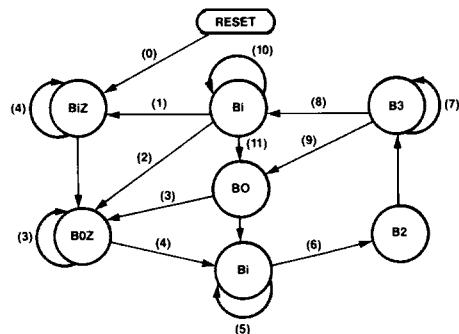 RESET
(0)
(10)
(4)
BiZ
(1)
Bi
(8)
B3
(7)
(2)
(11)
(9)
(3)
BO
(3)
B0Z
(4)
Bi
(6)
B2
(5)